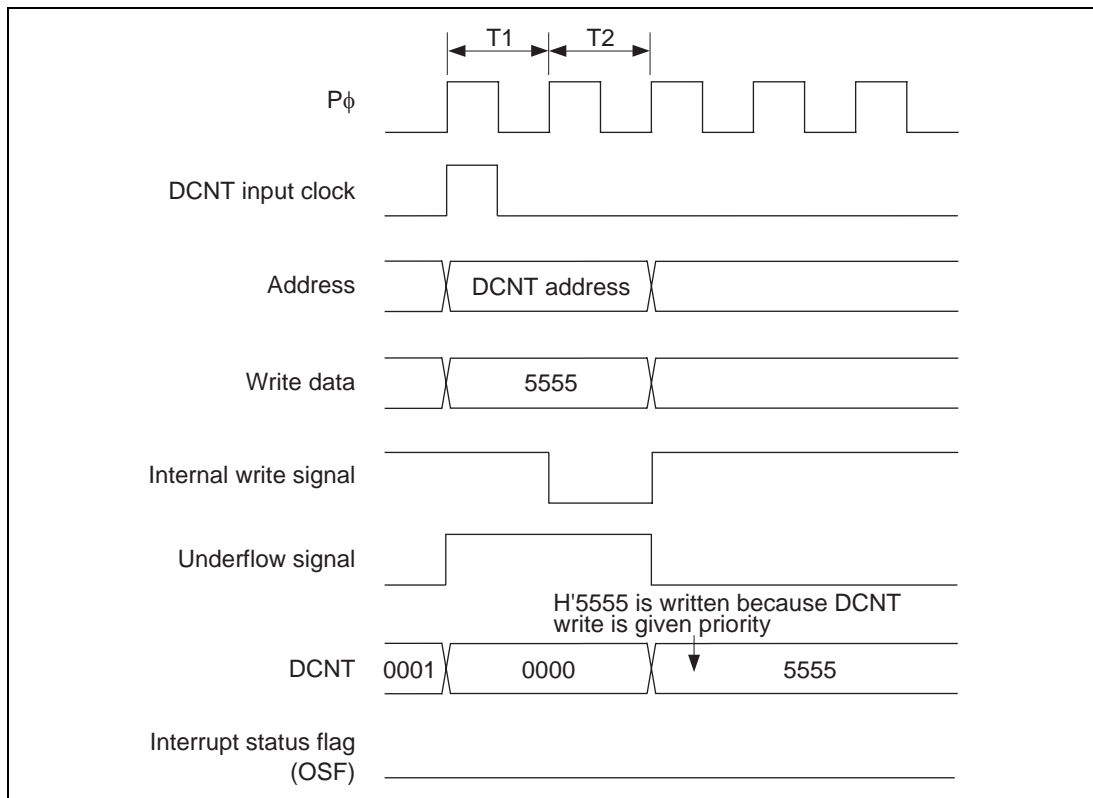 T1 T2
Pϕ
DCNT input clock
Address DCNT address
Write data 5555
Internal write signal
Underflow signal
H'5555 is written because DCNT
write is given priority
DCNT 0001 0000 5555
Interrupt status flag
(OSF)